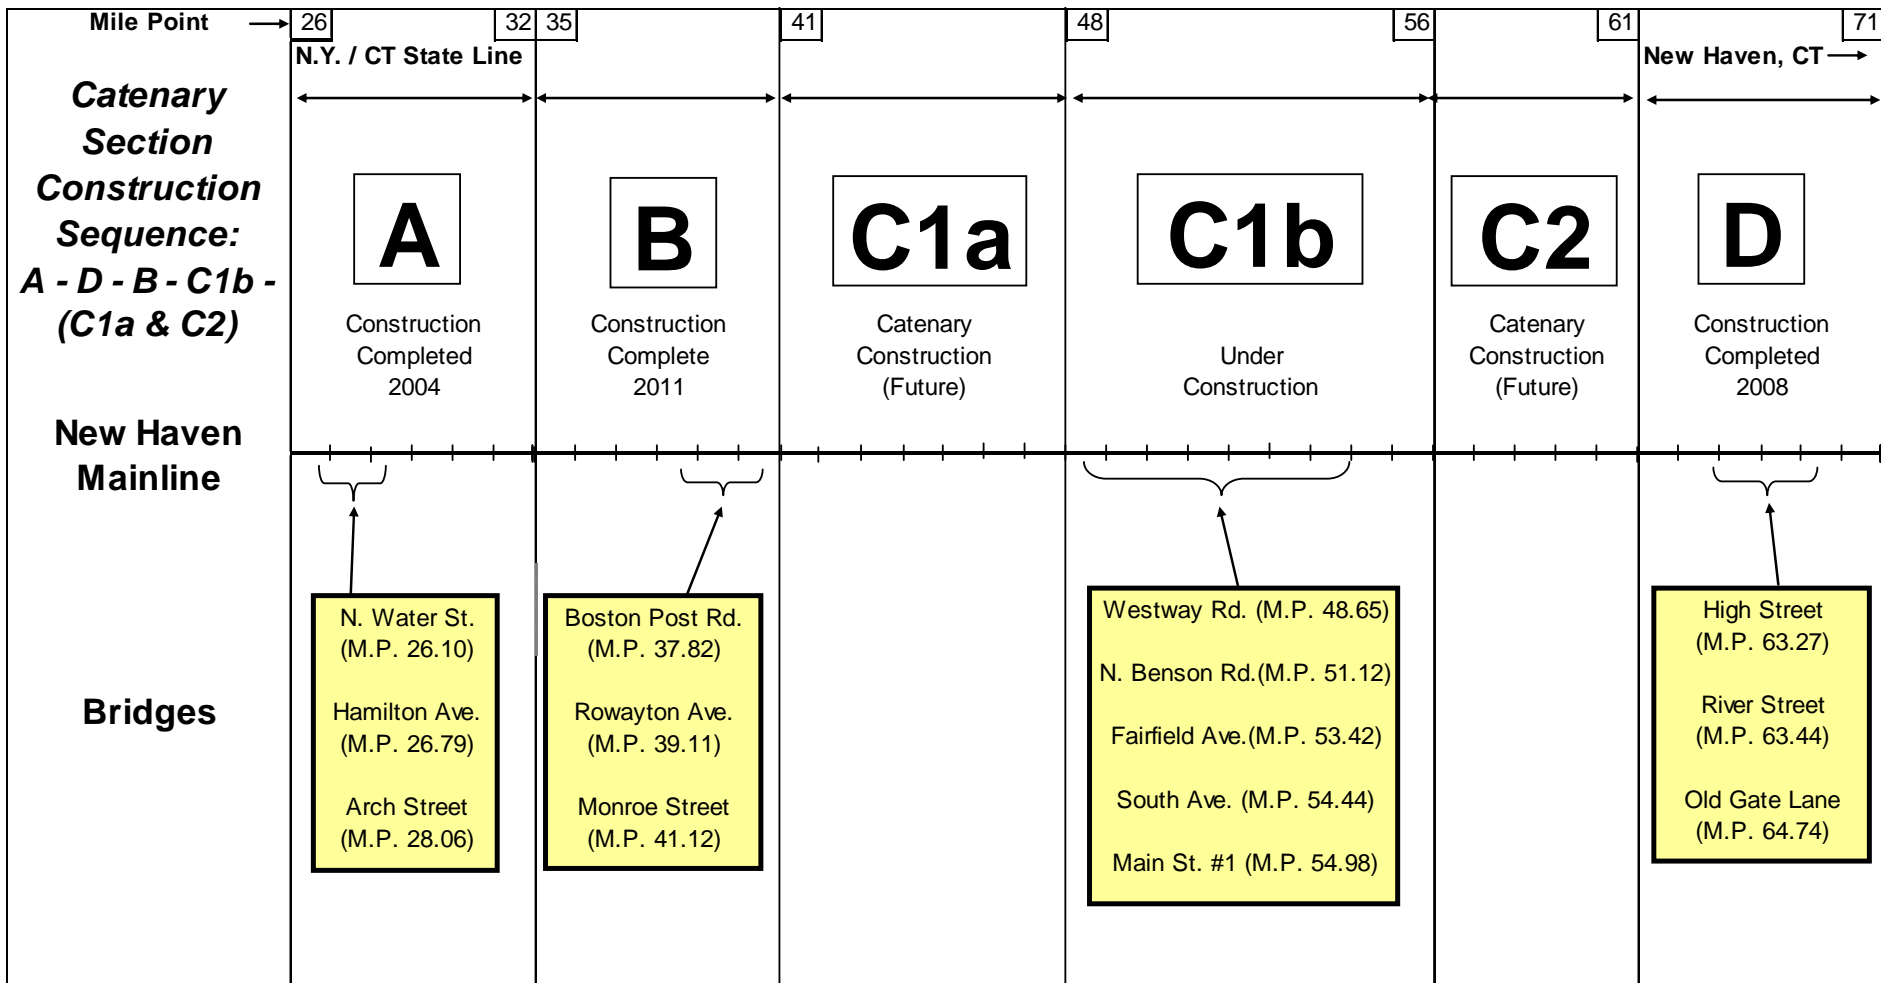 Mile Point
26
32
35
41
48
56
61
71
N.Y. / CT State Line
New Haven, CT
Catenary
Section
Construction
Sequence:
A - D - B - C1b -
(C1a & C2)
A
Construction
Completed
2004
B
Construction
Complete
2011
C1a
Catenary
Construction
(Future)
C1b
Under
Construction
C2
Catenary
Construction
(Future)
D
Construction
Completed
2008
New Haven
Mainline
Bridges
N. Water St.
(M.P. 26.10)
Hamilton Ave.
(M.P. 26.79)
Arch Street
(M.P. 28.06)
Boston Post Rd.
(M.P. 37.82)
Rowayton Ave.
(M.P. 39.11)
Monroe Street
(M.P. 41.12)
Westway Rd. (M.P. 48.65)
N. Benson Rd.(M.P. 51.12)
Fairfield Ave.(M.P. 53.42)
South Ave. (M.P. 54.44)
Main St. #1 (M.P. 54.98)
High Street
(M.P. 63.27)
River Street
(M.P. 63.44)
Old Gate Lane
(M.P. 64.74)